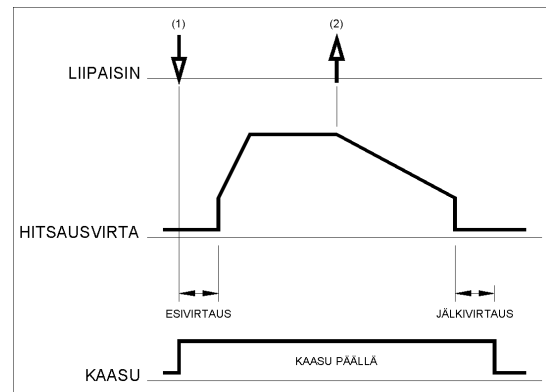 (1)
(2)
LIIPAISIN
HITSAUSVIRTA
ESIVIRTAUS
JÄLKIVIRTAUS
KAASU PÄÄLLÄ
KAASU